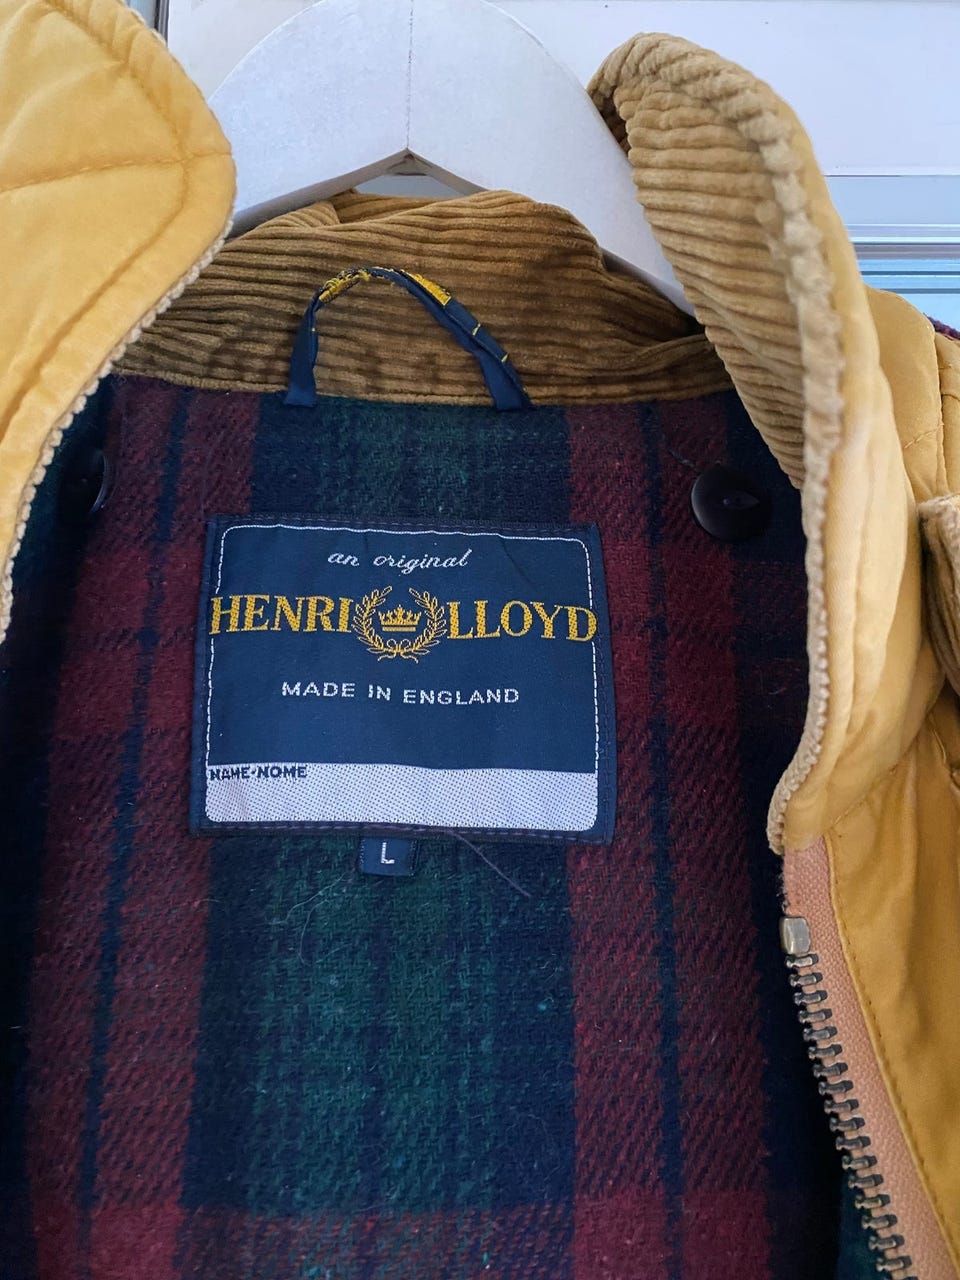 an original
HENRI LLOYD
MADE IN ENGLAND
NAME·NOME
L